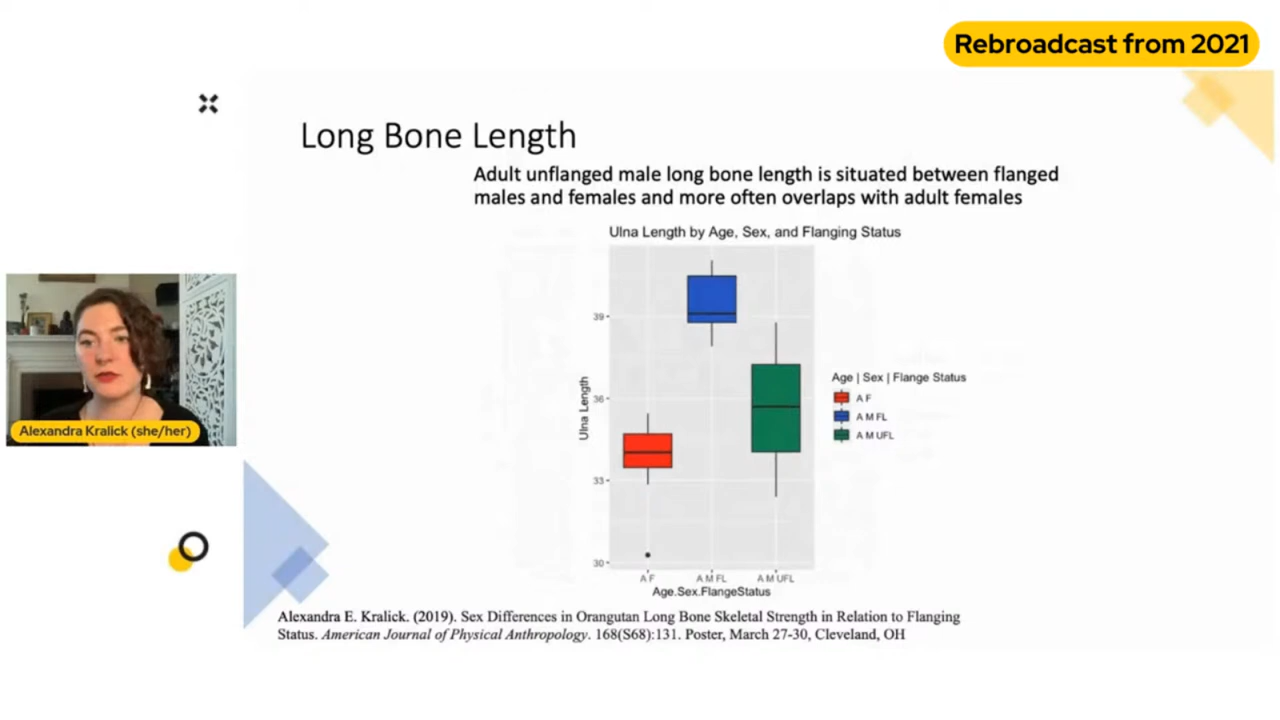 Rebroadcast from 2021
Long Bone Length
Adult unflanged male long bone length is situated between flanged
males and females and more often overlaps with adult females
Ulna Length by Age, Sex, and Flanging Status
Ulna Length
39
36
33
30
A F
A M FL
A M UFL
Age.Sex.FlangeStatus
Age | Sex | Flange Status
A F
A M FL
A M UFL
Alexandra Kralick (she/her)
Alexandra E. Kralick. (2019). Sex Differences in Orangutan Long Bone Skeletal Strength in Relation to Flanging
Status. American Journal of Physical Anthropology. 168(S68):131. Poster, March 27-30, Cleveland, OH